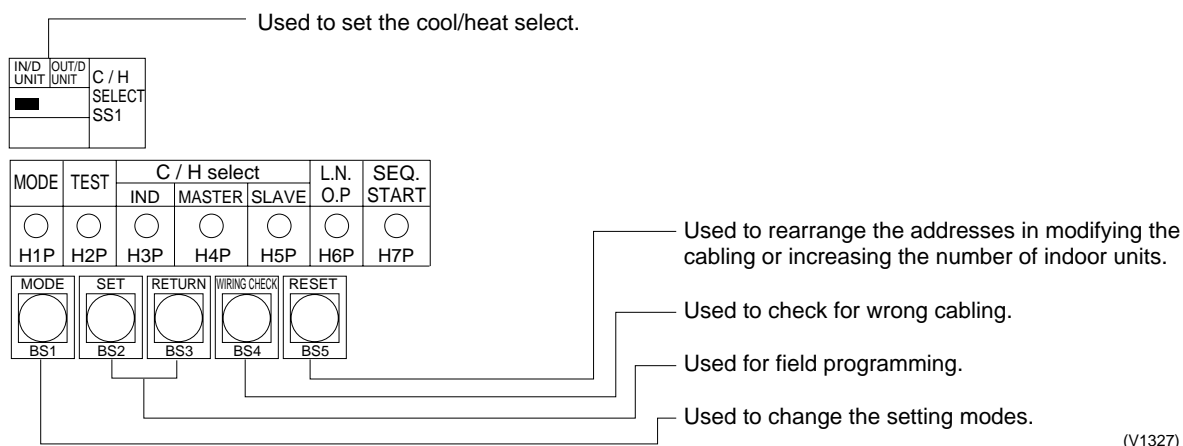 Used to set the cool/heat select.
IN/D UNIT OUT/D UNIT C / H SELECT SS1
MODE TEST C / H select L.N. O.P SEQ. START
IND MASTER SLAVE
H1P H2P H3P H4P H5P H6P H7P
Used to rearrange the addresses in modifying the
cabling or increasing the number of indoor units.
MODE SET RETURN WIRING CHECK RESET
BS1 BS2 BS3 BS4 BS5
Used to check for wrong cabling.
Used for field programming.
Used to change the setting modes.
(V1327)